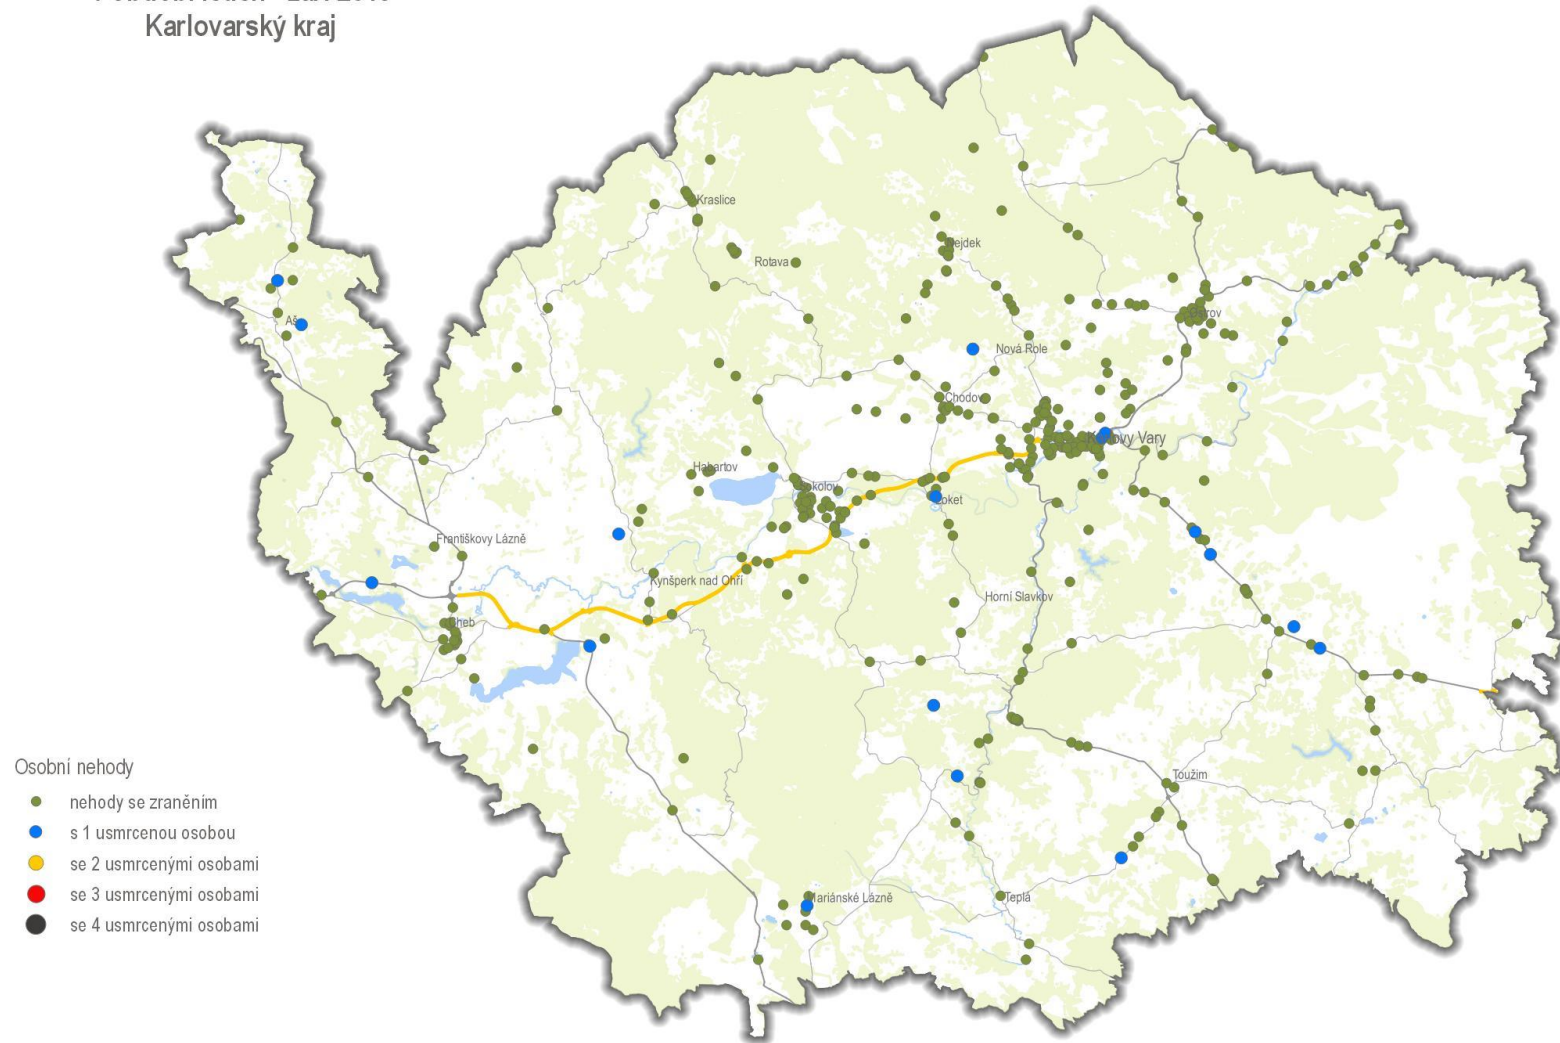 Karlovarský kraj
Kraslice
Rotava
Nejdek
Aš
Ostrov
Nová Role
Chodov
Karlovy Vary
Habartov
Sokolov
Loket
Františkovy Lázně
Kynšperk nad Ohří
Horní Slavkov
Cheb
Toužim
Mariánské Lázně
Teplá
Osobní nehody
nehody se zraněním
s 1 usmrcenou osobou
se 2 usmrcenými osobami
se 3 usmrcenými osobami
se 4 usmrcenými osobami